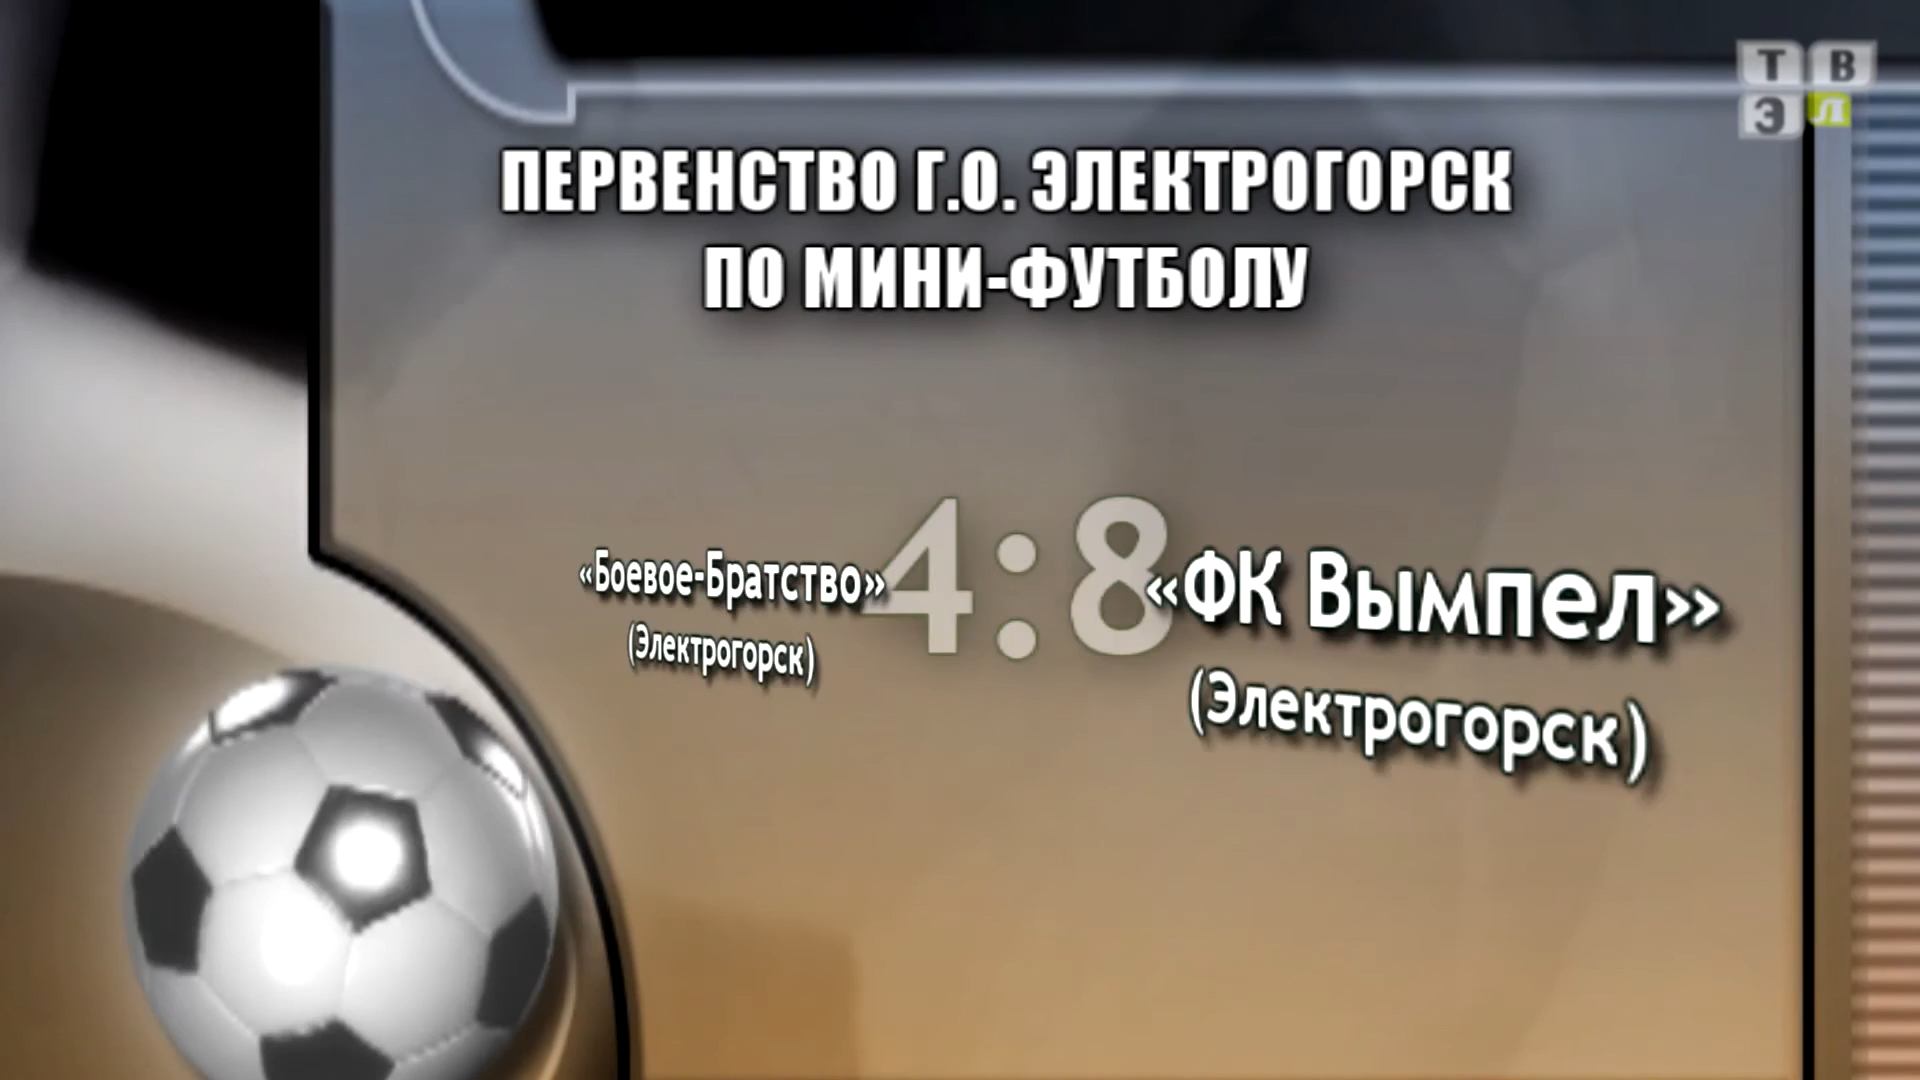 ТВ
ЭЛ
ПЕРВЕНСТВО Г.О. ЭЛЕКТРОГОРСК
ПО МИНИ-ФУТБОЛУ
«Боевое-Братство» 4:8 «ФК Вымпел»
(Электрогорск) (Электрогорск)